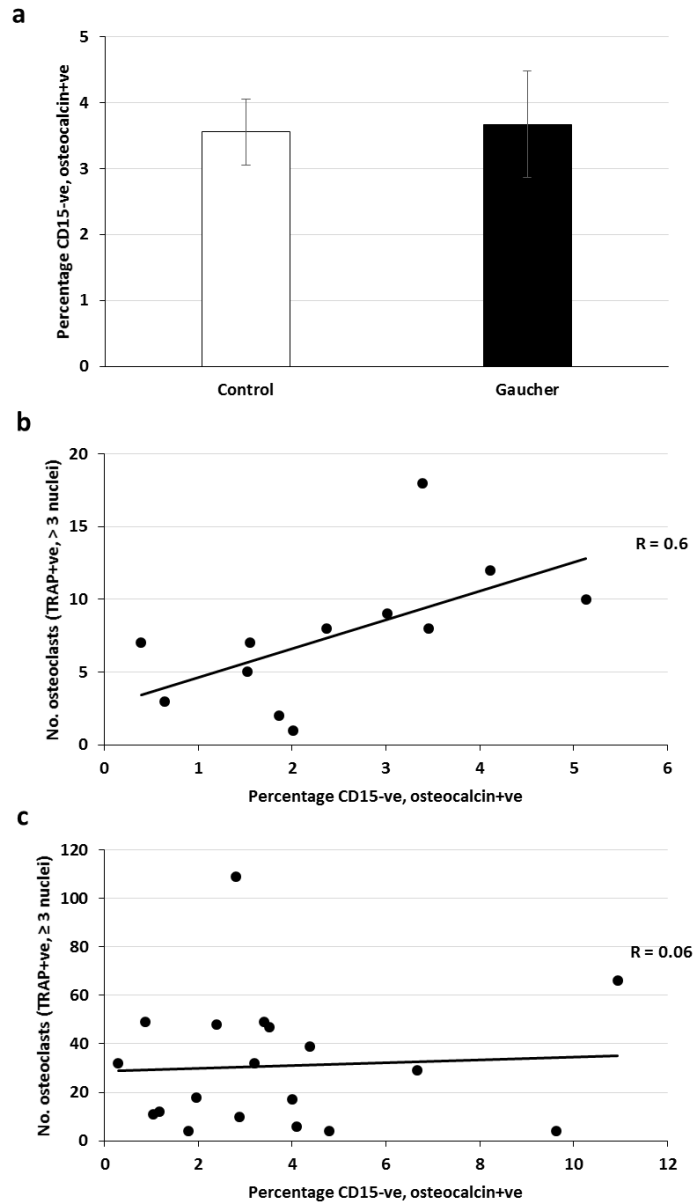 a
5
4
3
2
1
0
Percentage CD15-ve, osteocalcin+ve
Control Gaucher
b
20
15
10
5
0
No. osteoclasts (TRAP+ve, > 3 nuclei)
R = 0.6
0 1 2 3 4 5 6
Percentage CD15-ve, osteocalcin+ve
c
120
100
80
60
40
20
0
No. osteoclasts (TRAP+ve, ≥ 3 nuclei)
R = 0.06
0 2 4 6 8 10 12
Percentage CD15-ve, osteocalcin+ve